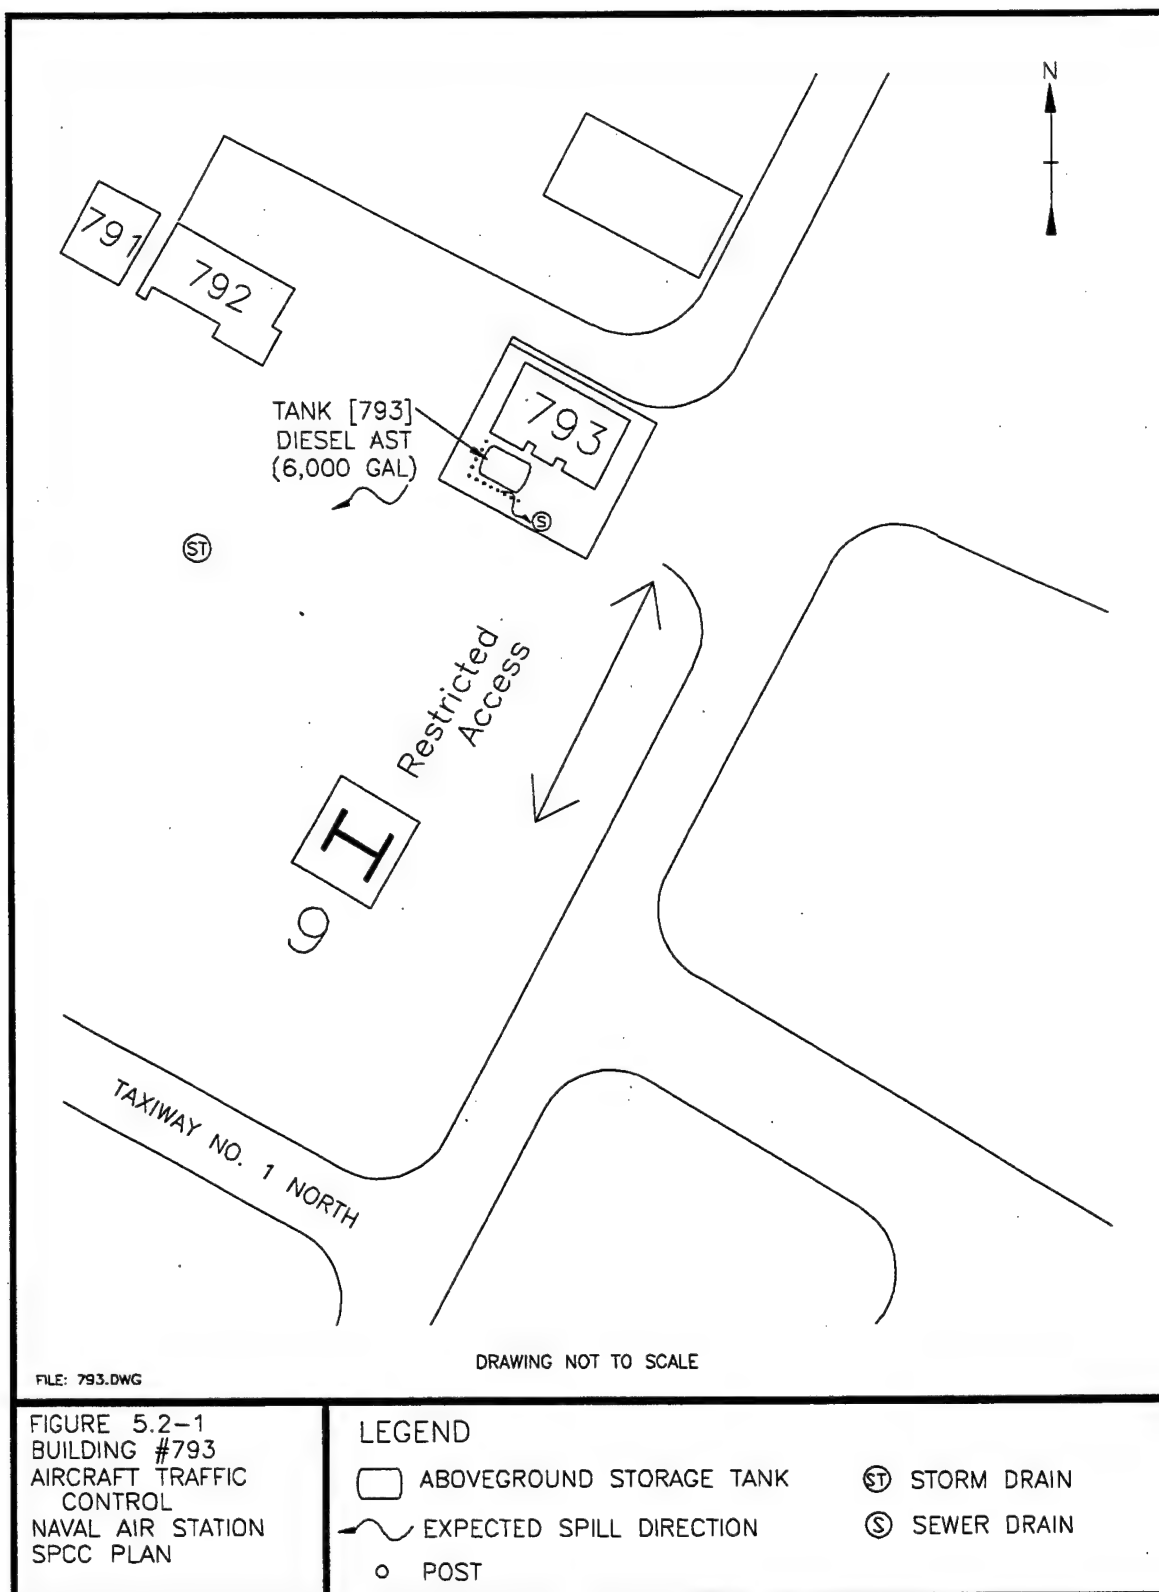 N
791
792
793
TANK [793]
DIESEL AST
(6,000 GAL)
S
ST
Restricted
Access
H
9
TAXIWAY NO. 1 NORTH
DRAWING NOT TO SCALE
FILE: 793.DWG
FIGURE 5.2-1
BUILDING #793
AIRCRAFT TRAFFIC
CONTROL
NAVAL AIR STATION
SPCC PLAN
LEGEND
ABOVEGROUND STORAGE TANK
EXPECTED SPILL DIRECTION
POST
ST STORM DRAIN
S SEWER DRAIN